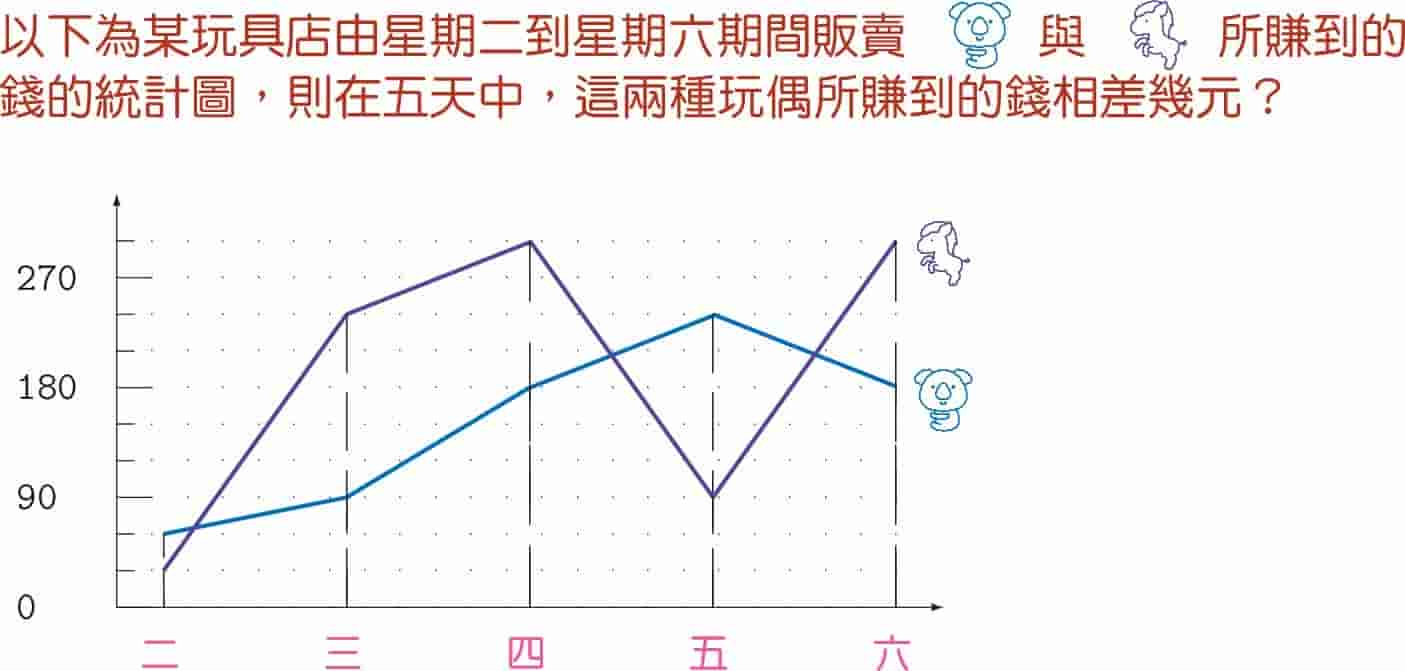 以下為某玩具店由星期二到星期六期間販賣 與 所賺到的
錢的統計圖，則在五天中，這兩種玩偶所賺到的錢相差幾元？
270
180
90
0
二 三 四 五 六